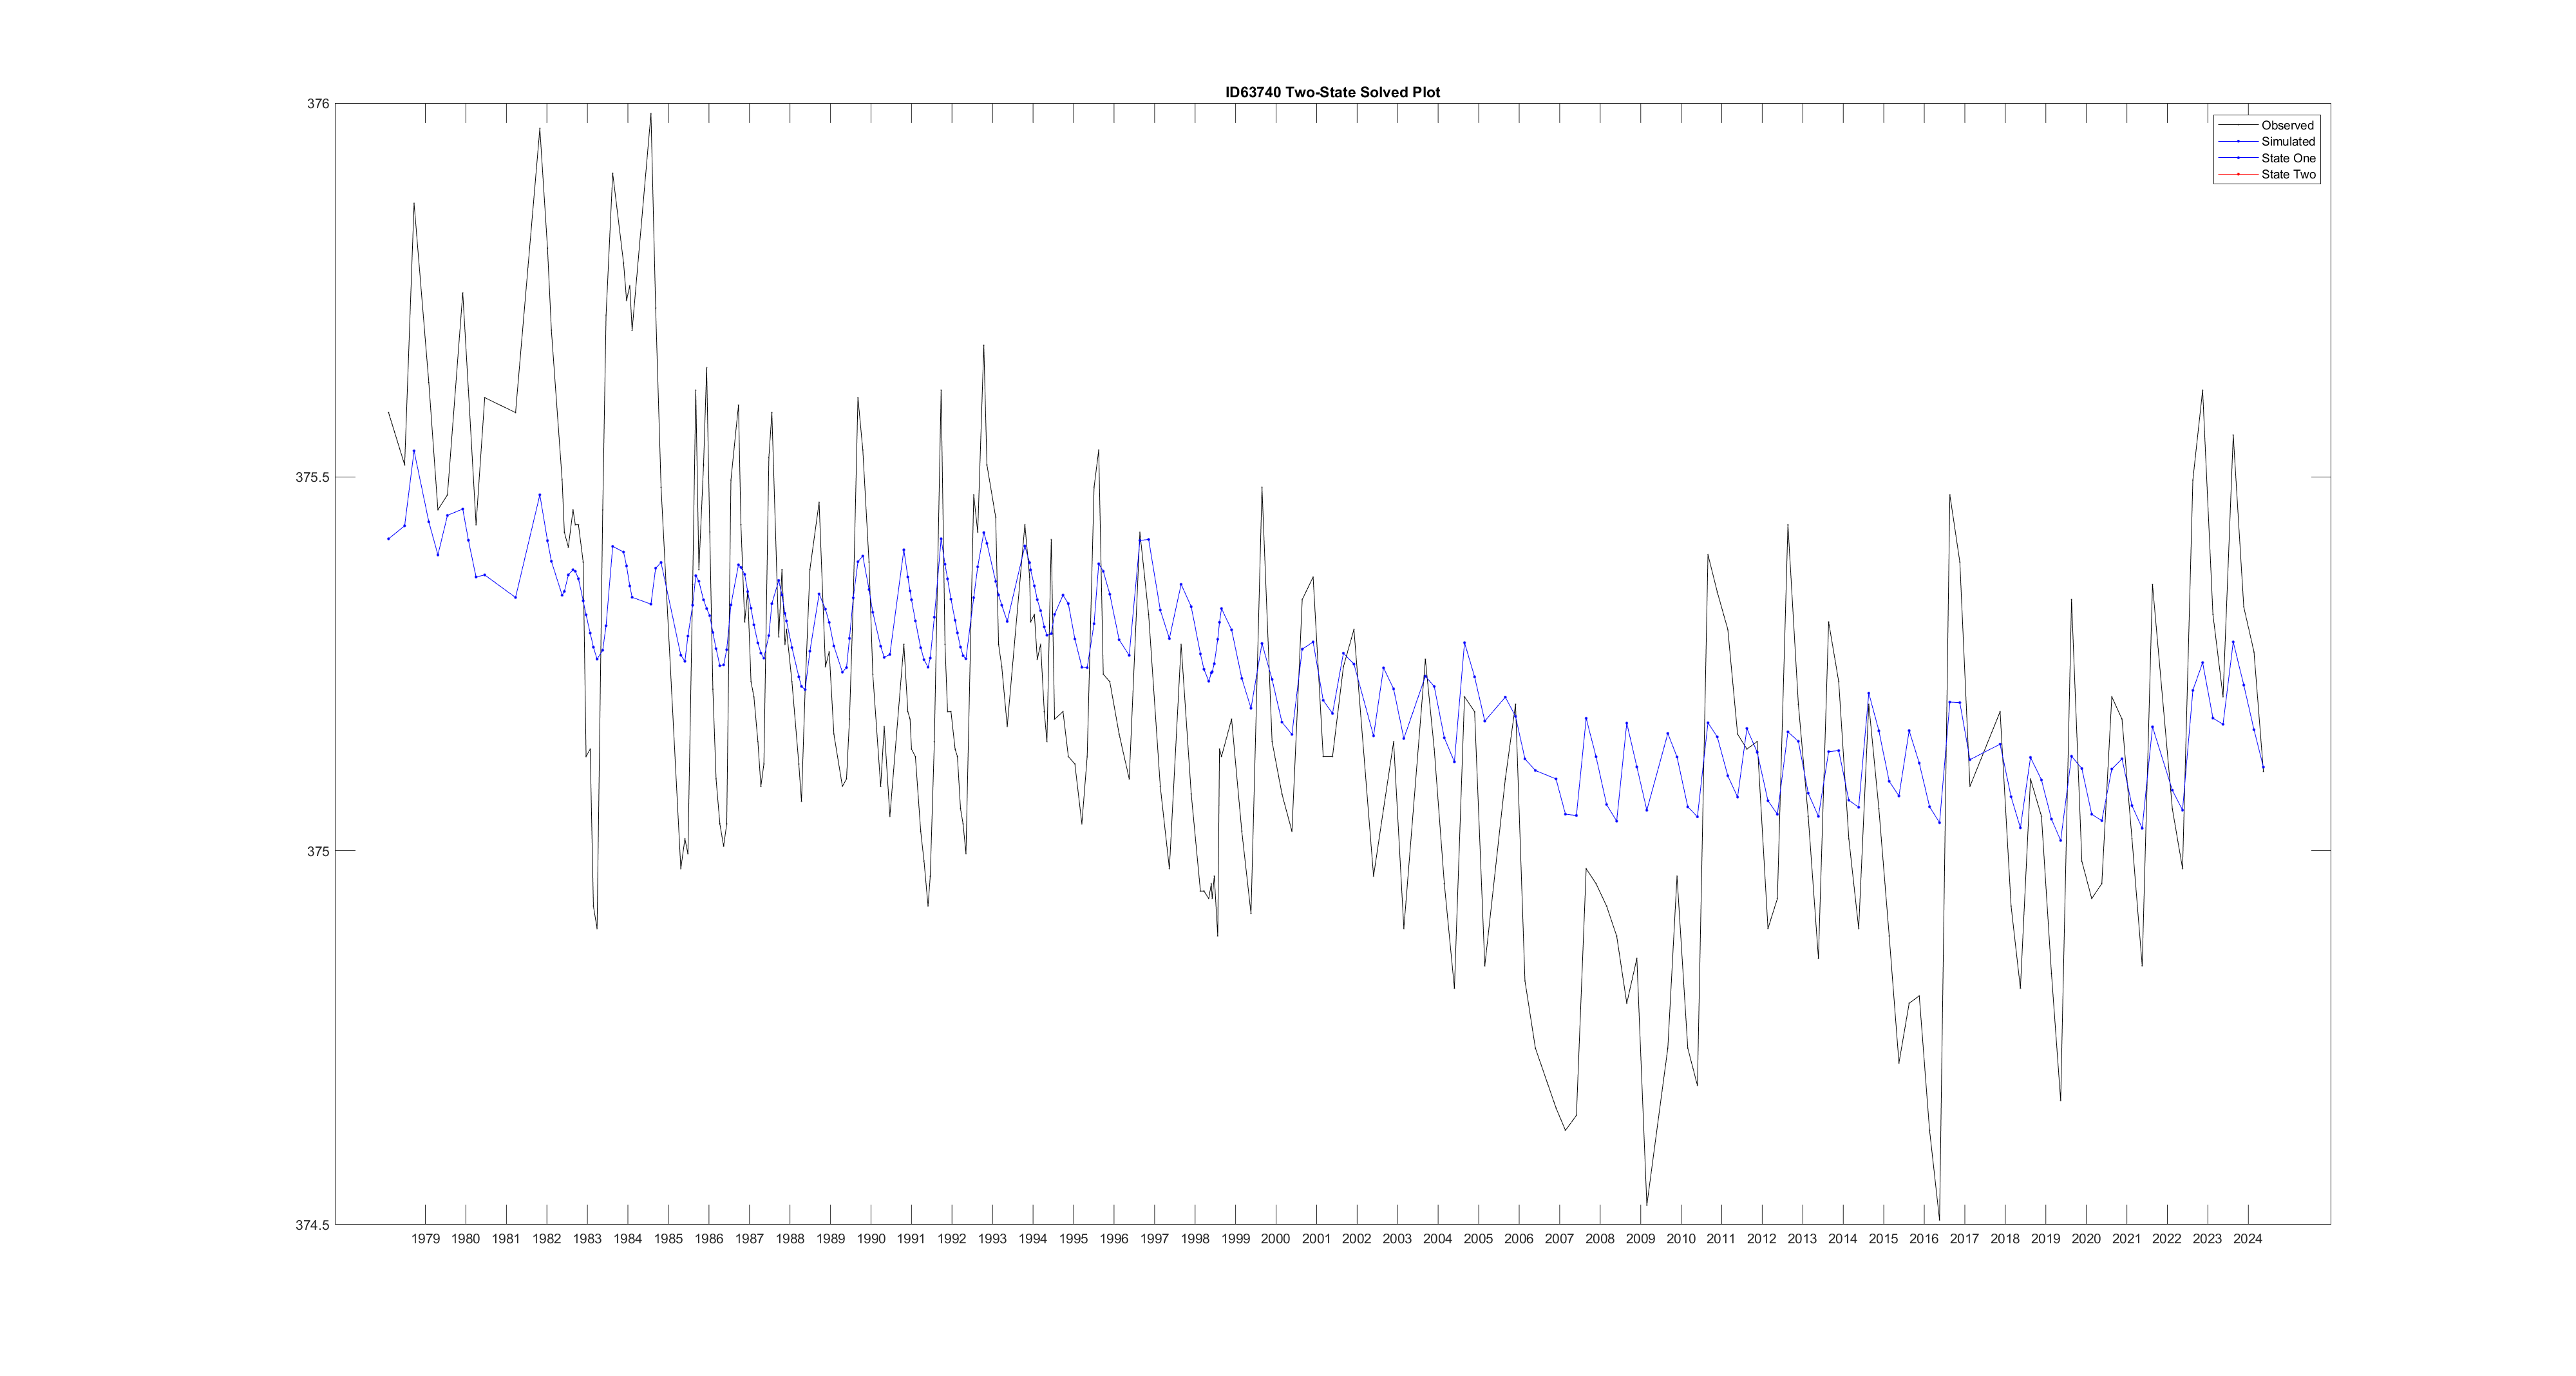 ID63740 Two-State Solved Plot
376
375.5
375
374.5
Observed
Simulated
State One
State Two
1979 1980 1981 1982 1983 1984 1985 1986 1987 1988 1989 1990 1991 1992 1993 1994 1995 1996 1997 1998 1999 2000 2001 2002 2003 2004 2005 2006 2007 2008 2009 2010 2011 2012 2013 2014 2015 2016 2017 2018 2019 2020 2021 2022 2023 2024